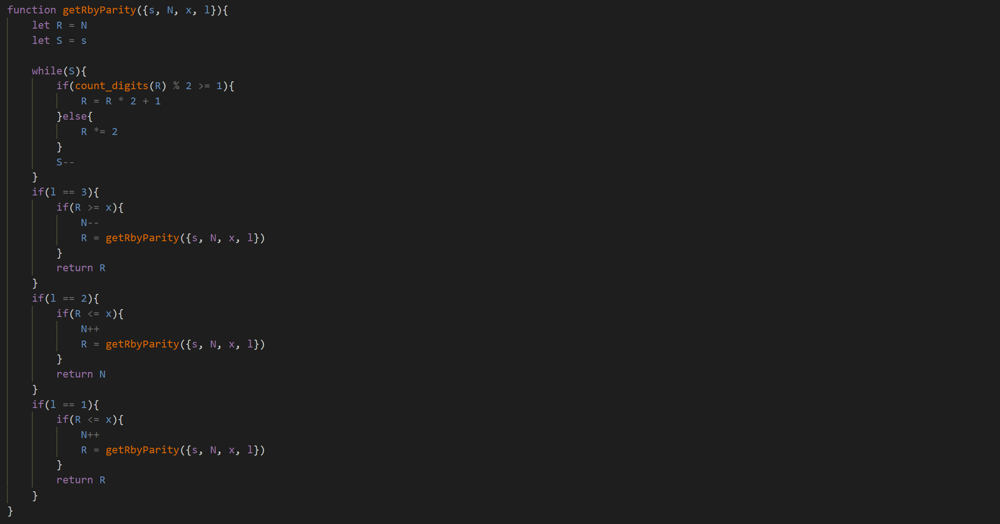 function getRbyParity({s, N, x, l}){
    let R = N
    let S = s

    while(S){
        if(count_digits(R) % 2 >= 1){
            R = R * 2 + 1
        }else{
            R *= 2
        }
        S--
    }
    if(l == 3){
        if(R >= x){
            N--
            R = getRbyParity({s, N, x, l})
        }
        return R
    }
    if(l == 2){
        if(R <= x){
            N++
            R = getRbyParity({s, N, x, l})
        }
        return N
    }
    if(l == 1){
        if(R <= x){
            N++
            R = getRbyParity({s, N, x, l})
        }
        return R
    }
}